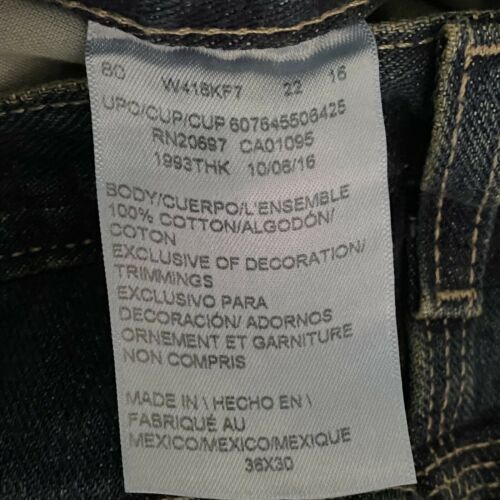 80 W418KF7 22 16
UPC/CUP/CUP 607645506425
RN20697 CA01095
1993THK 10/06/16
BODY/CUERPO/L'ENSEMBLE
100% COTTON/ALGODÓN/
COTON
EXCLUSIVE OF DECORATION/
TRIMMINGS
EXCLUSIVO PARA
DECORACIÓN/ ADORNOS
ORNEMENT ET GARNITURE
NON COMPRIS
MADE IN \ HECHO EN \
FABRIQUÉ AU
MEXICO/MEXICO/MEXIQUE
36X30